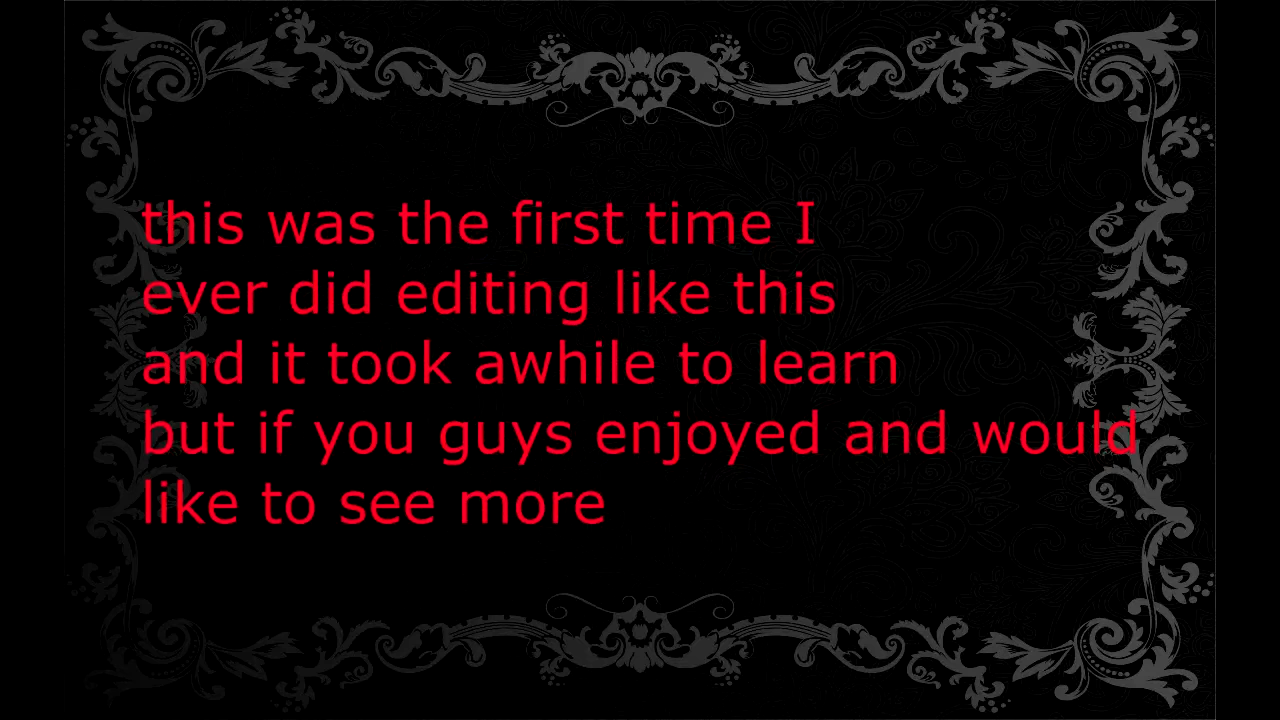 this was the first time I
ever did editing like this
and it took awhile to learn
but if you guys enjoyed and would
like to see more